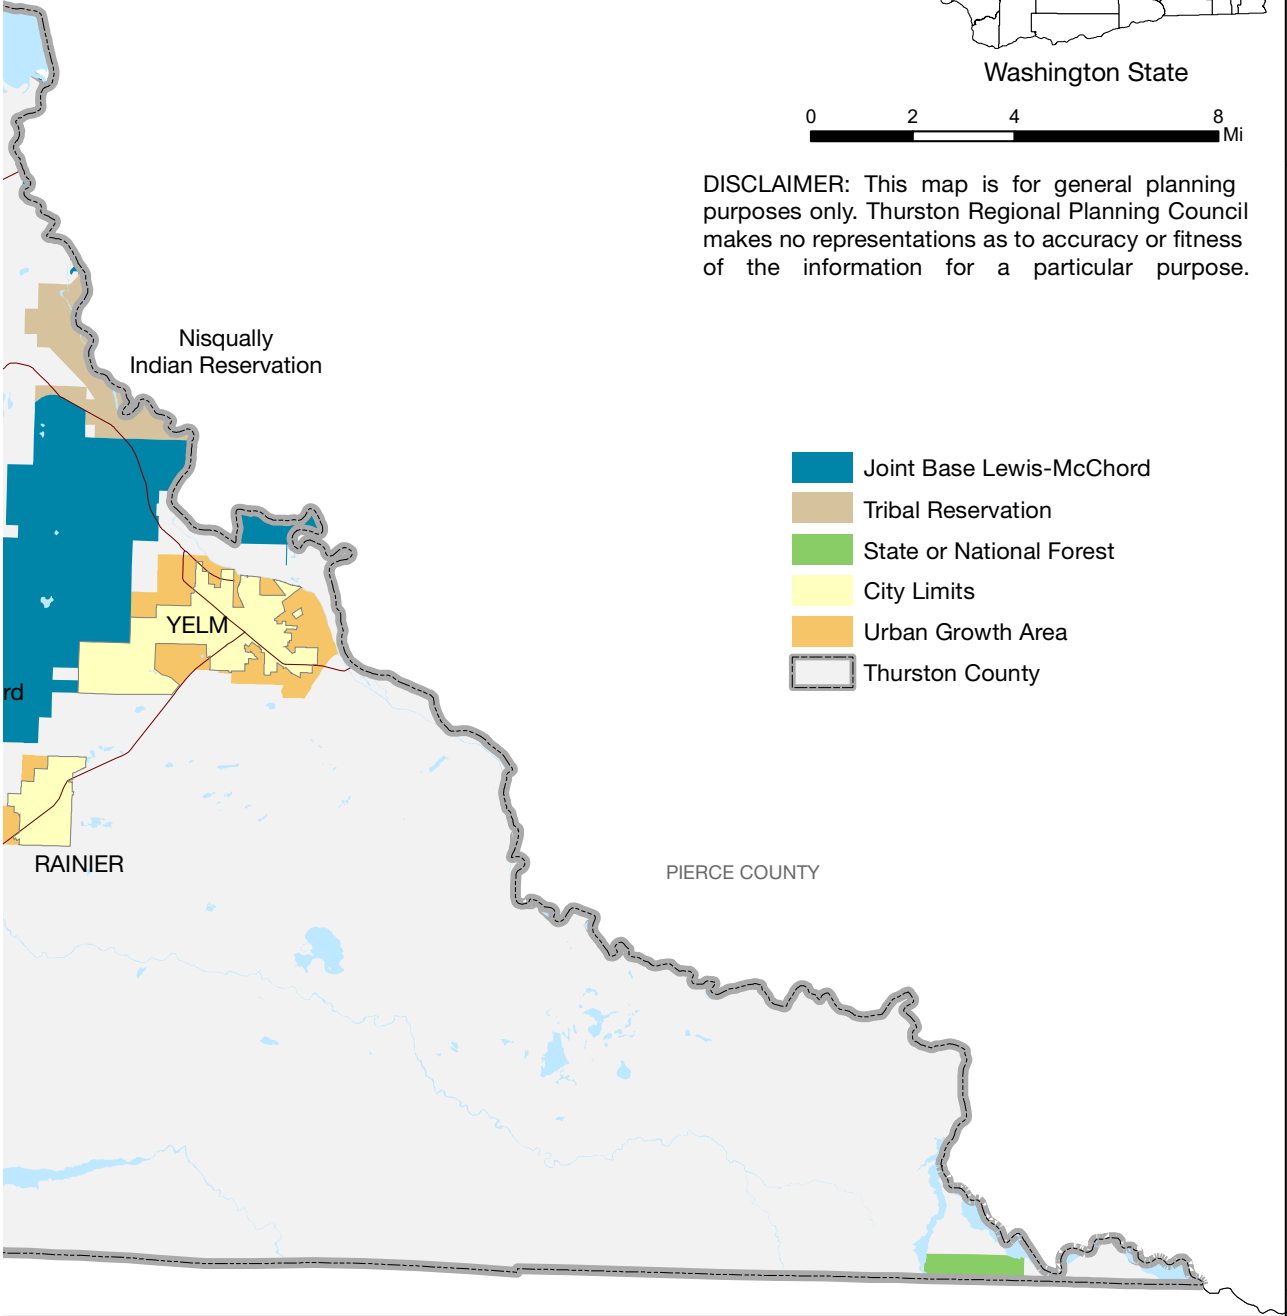 Washington State
0 2 4 8
Mi
DISCLAIMER: This map is for general planning
purposes only. Thurston Regional Planning Council
makes no representations as to accuracy or fitness
of the information for a particular purpose.
Nisqually
Indian Reservation
Joint Base Lewis-McChord
Tribal Reservation
State or National Forest
City Limits
Urban Growth Area
Thurston County
YELM
rd
RAINIER
PIERCE COUNTY